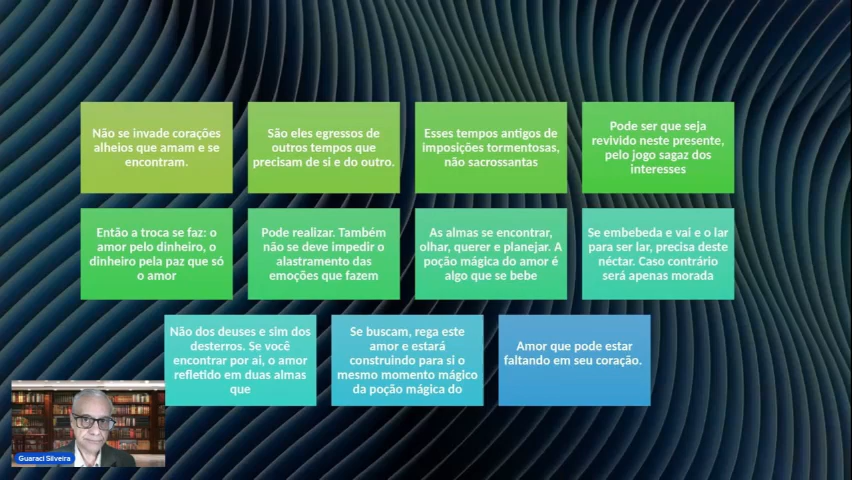 Não se invade corações
alheios que amam e se
encontram.
São eles egressos de
outros tempos que
precisam de si e do outro.
Esses tempos antigos de
imposições tormentosas,
não sacrossantas
Pode ser que seja
revivido neste presente,
pelo jogo sagaz dos
interesses
Então a troca se faz: o
amor pelo dinheiro, o
dinheiro pela paz que só
o amor
Pode realizar. Também
não se deve impedir o
alastramento das
emoções que fazem
As almas se encontrar,
olhar, querer e planejar. A
poção mágica do amor é
algo que se bebe
Se embebeda e vai e o lar
para ser lar, precisa deste
néctar. Caso contrário
será apenas morada
Não dos deuses e sim dos
desterros. Se você
encontrar por ai, o amor
refletido em duas almas
que
Se buscam, rega este
amor e estará
construindo para si o
mesmo momento mágico
da poção mágica do
Amor que pode estar
faltando em seu coração.
Guaraci Silveira